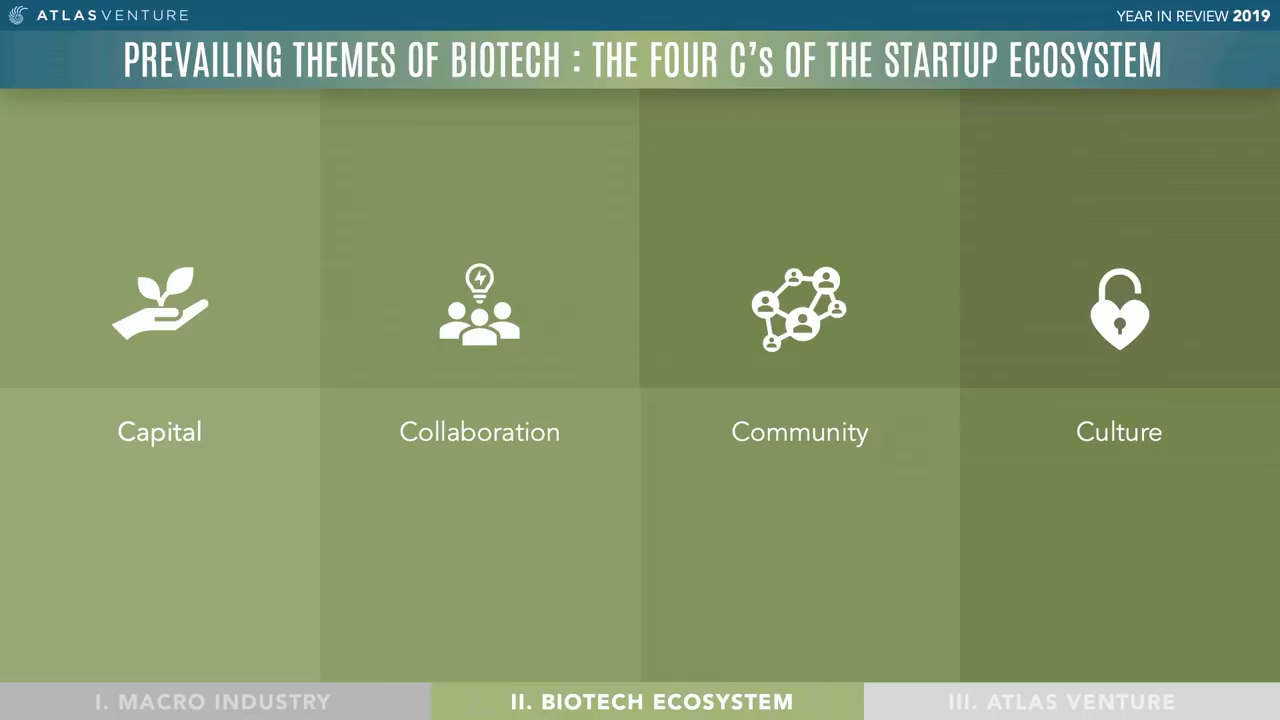 ATLAS VENTURE
YEAR IN REVIEW 2019
PREVAILING THEMES OF BIOTECH : THE FOUR C's OF THE STARTUP ECOSYSTEM
Capital
Collaboration
Community
Culture
I. MACRO INDUSTRY
II. BIOTECH ECOSYSTEM
III. ATLAS VENTURE